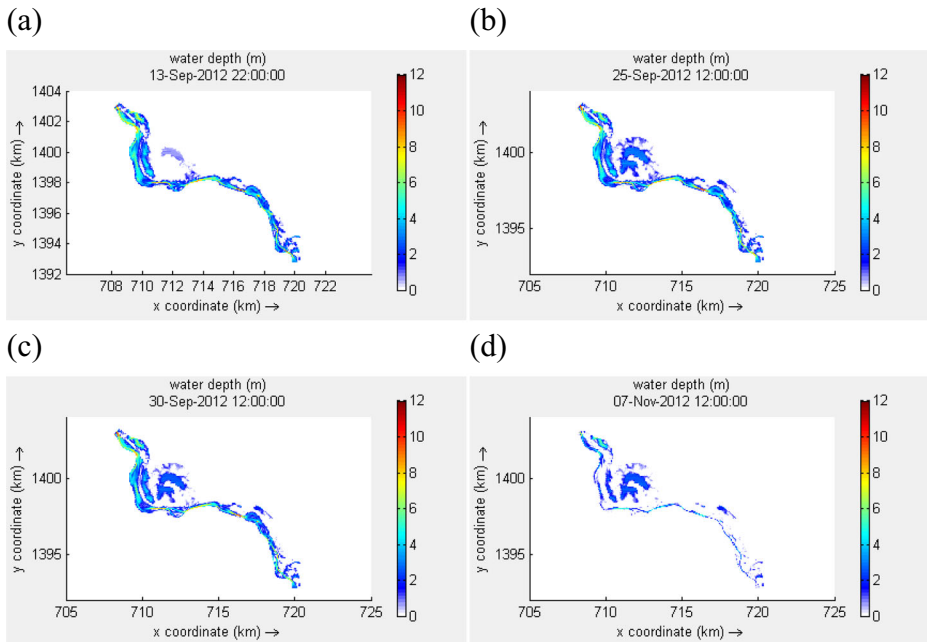 (a)
water depth (m)
13-Sep-2012 22:00:00
y coordinate (km) →
1404
1402
1400
1398
1396
1394
1392
708 710 712 714 716 718 720 722
x coordinate (km) →
12
10
8
6
4
2
0
(b)
water depth (m)
25-Sep-2012 12:00:00
y coordinate (km) →
1400
1395
705 710 715 720 725
x coordinate (km) →
12
10
8
6
4
2
0
(c)
water depth (m)
30-Sep-2012 12:00:00
y coordinate (km) →
1400
1395
705 710 715 720 725
x coordinate (km) →
12
10
8
6
4
2
0
(d)
water depth (m)
07-Nov-2012 12:00:00
y coordinate (km) →
1400
1395
705 710 715 720 725
x coordinate (km) →
12
10
8
6
4
2
0